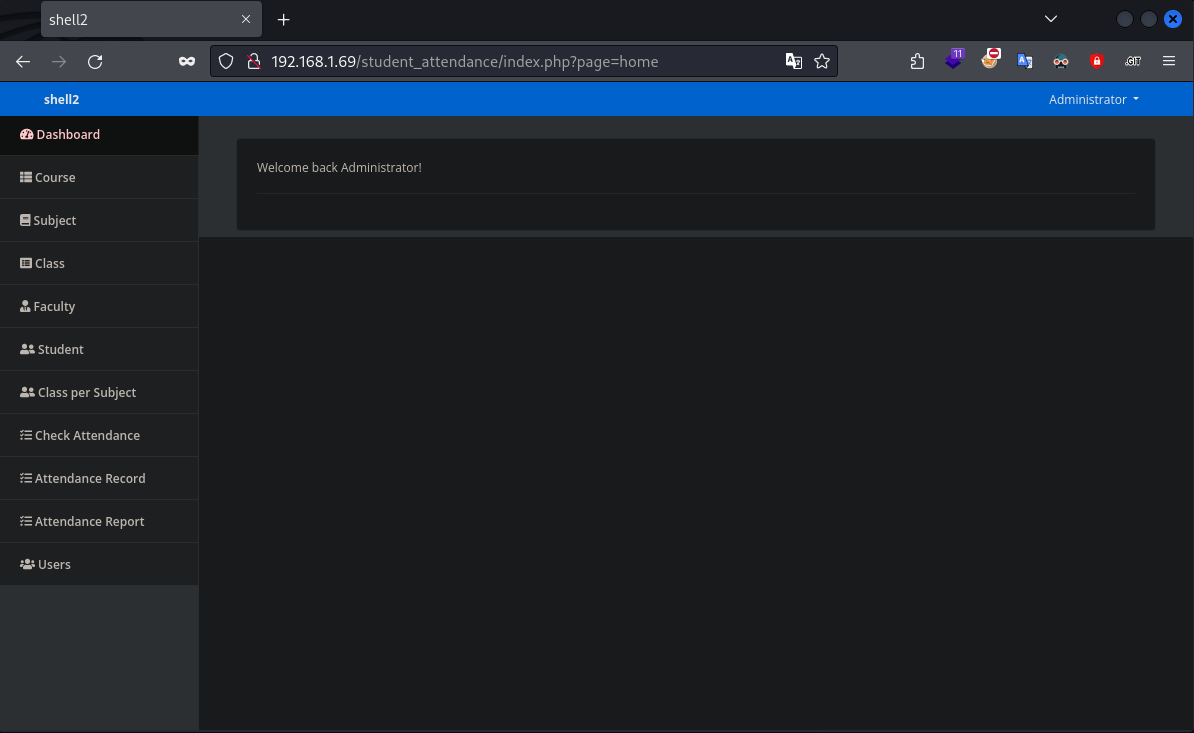 shell2
192.168.1.69/student_attendance/index.php?page=home
11
.GIT
shell2
Administrator
Dashboard
Welcome back Administrator!
Course
Subject
Class
Faculty
Student
Class per Subject
Check Attendance
Attendance Record
Attendance Report
Users